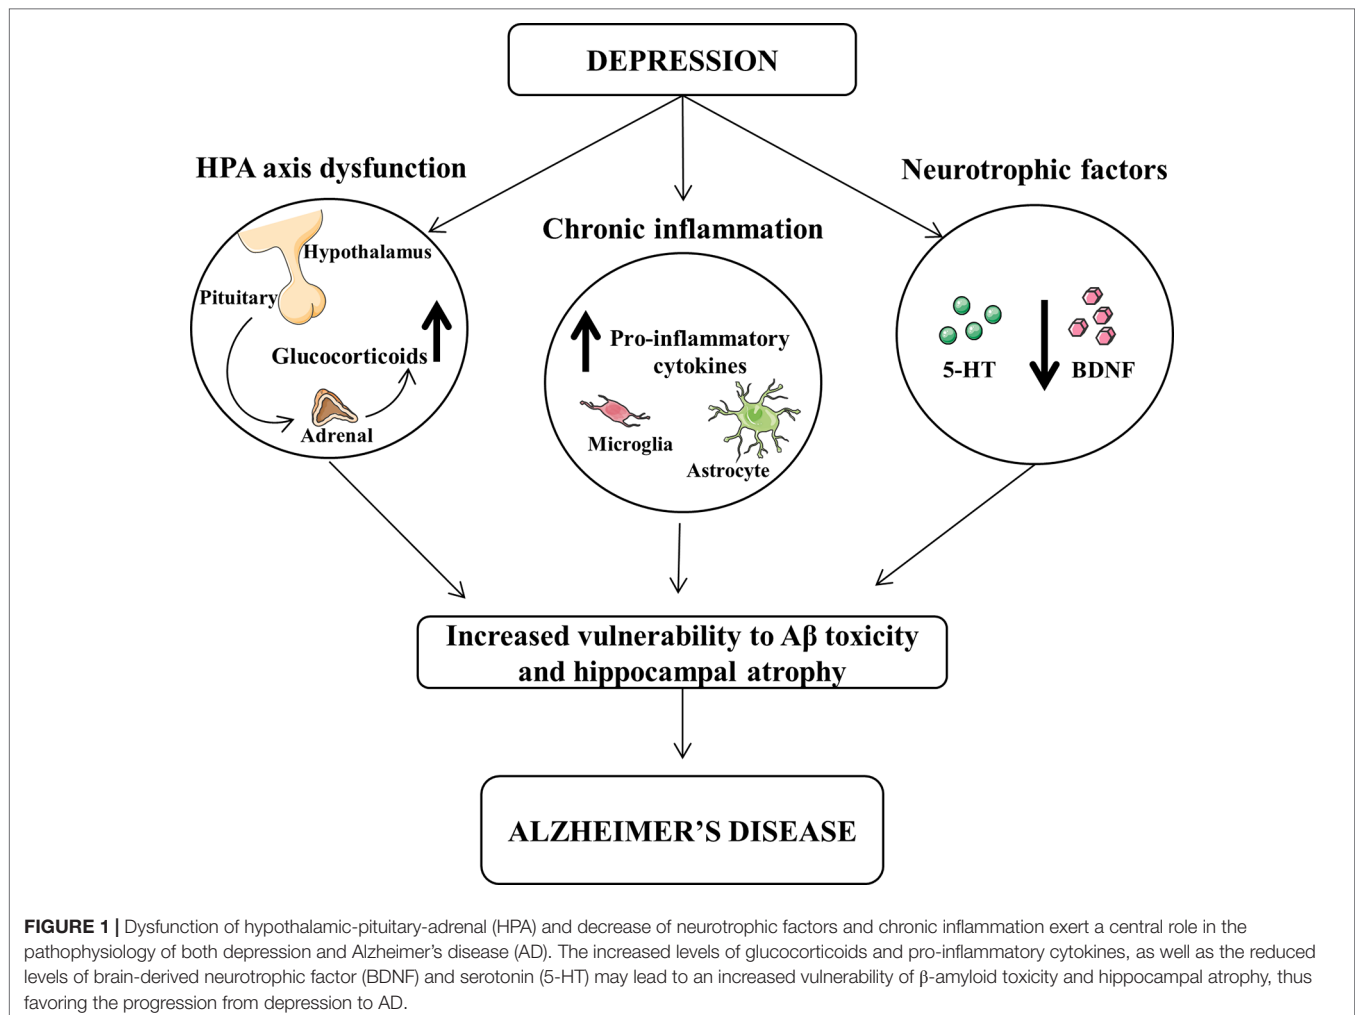 DEPRESSION
HPA axis dysfunction
Hypothalamus
Pituitary
Glucocorticoids
Adrenal
Chronic inflammation
Pro-inflammatory
cytokines
Microglia
Astrocyte
Neurotrophic factors
5-HT
BDNF
Increased vulnerability to Aβ toxicity
and hippocampal atrophy
ALZHEIMER’S DISEASE
FIGURE 1 | Dysfunction of hypothalamic-pituitary-adrenal (HPA) and decrease of neurotrophic factors and chronic inflammation exert a central role in the
pathophysiology of both depression and Alzheimer’s disease (AD). The increased levels of glucocorticoids and pro-inflammatory cytokines, as well as the reduced
levels of brain-derived neurotrophic factor (BDNF) and serotonin (5-HT) may lead to an increased vulnerability of β-amyloid toxicity and hippocampal atrophy, thus
favoring the progression from depression to AD.